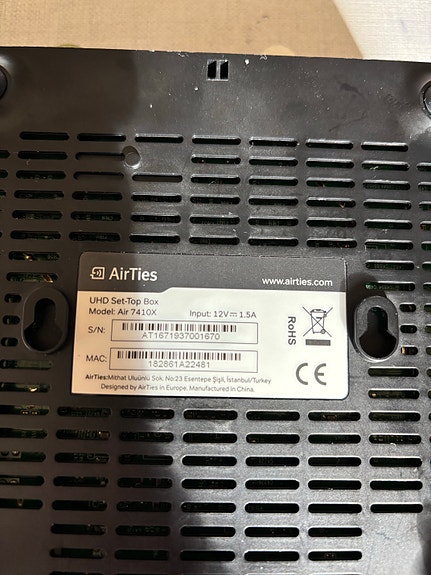 AirTies
www.airties.com
UHD Set-Top Box
Model: Air 7410X Input: 12V⎓1.5A
S/N:
AT1671937001670
MAC:
182861A22481
RoHS
CE
AirTies:Mithat Uluünlü Sok. No:23 Esentepe Şişli, İstanbul/Turkey
Designed by AirTies in Europe. Manufactured in China.